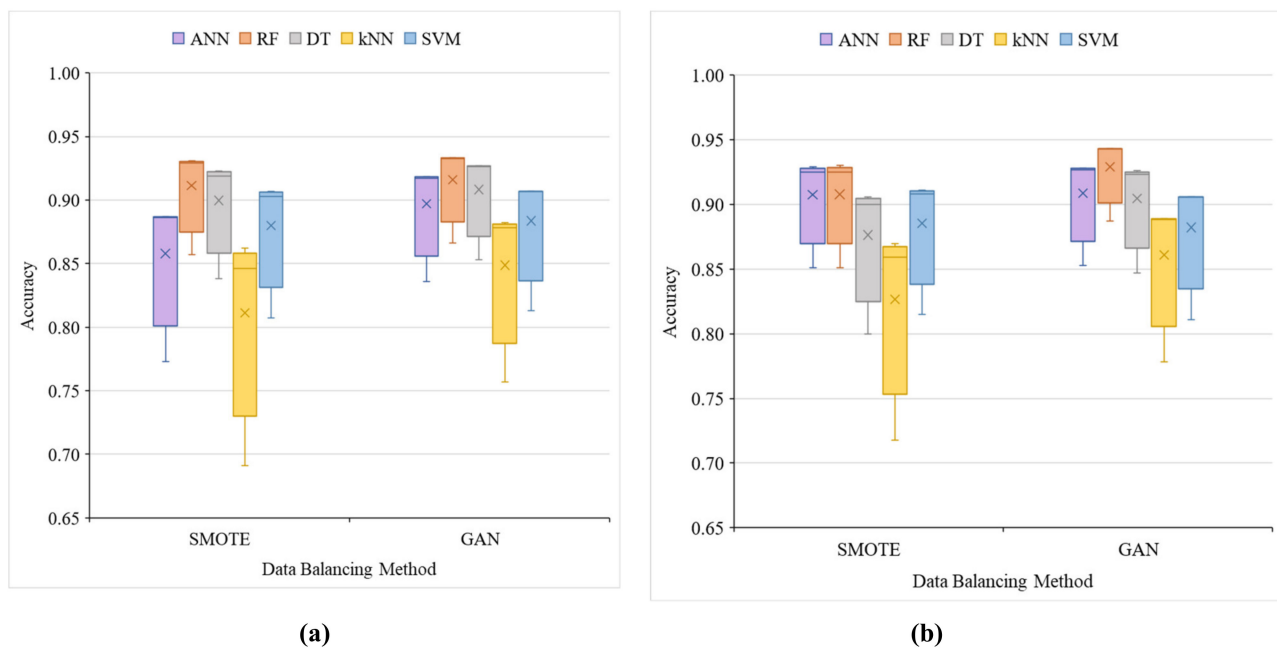 ANN RF DT kNN SVM
1.00
0.95
0.90
0.85
0.80
0.75
0.70
0.65
Accuracy
SMOTE GAN
Data Balancing Method
(a)
ANN RF DT kNN SVM
1.00
0.95
0.90
0.85
0.80
0.75
0.70
0.65
Accuracy
SMOTE GAN
Data Balancing Method
(b)